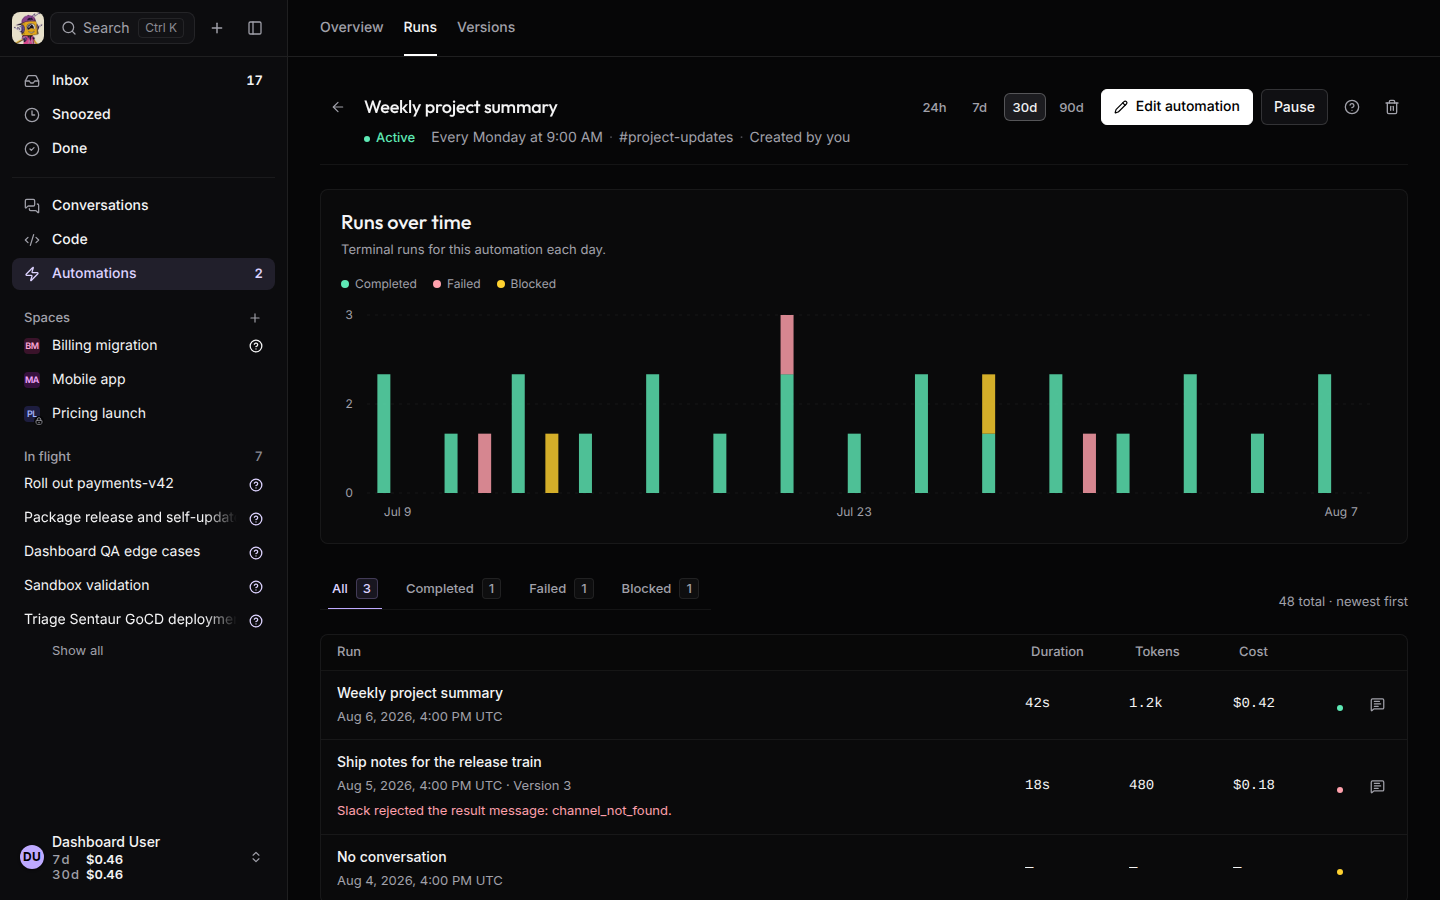 Search Ctrl K
Overview Runs Versions
Inbox 17
Snoozed
Done
Conversations
Code
Automations 2
Spaces
BM Billing migration
MA Mobile app
PL Pricing launch
In flight 7
Roll out payments-v42
Package release and self-updat
Dashboard QA edge cases
Sandbox validation
Triage Sentaur GoCD deployme
Show all
DU Dashboard User
7d $0.46
30d $0.46
Weekly project summary
24h 7d 30d 90d Edit automation Pause
Active Every Monday at 9:00 AM · #project-updates · Created by you
Runs over time
Terminal runs for this automation each day.
Completed Failed Blocked
3
2
0
Jul 9 Jul 23 Aug 7
All 3 Completed 1 Failed 1 Blocked 1
48 total · newest first
Run Duration Tokens Cost
Weekly project summary
Aug 6, 2026, 4:00 PM UTC
42s 1.2k $0.42
Ship notes for the release train
Aug 5, 2026, 4:00 PM UTC · Version 3
Slack rejected the result message: channel_not_found.
18s 480 $0.18
No conversation
Aug 4, 2026, 4:00 PM UTC
— — —